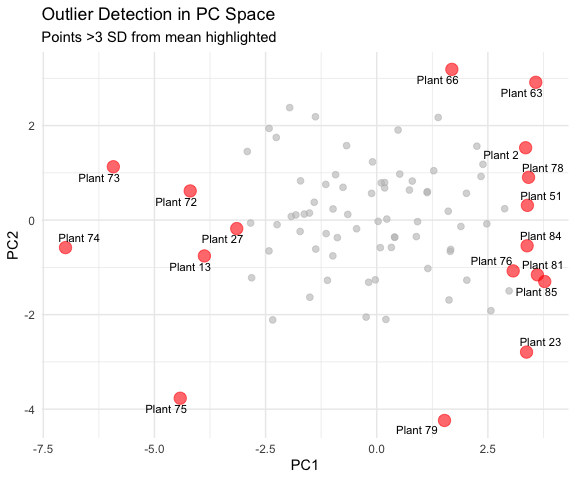 Outlier Detection in PC Space
Points >3 SD from mean highlighted
Plant 66
Plant 63
Plant 2
Plant 78
Plant 73
Plant 72
Plant 51
Plant 74
Plant 27
Plant 84
Plant 13
Plant 76
Plant 81
Plant 85
Plant 23
Plant 75
Plant 79
2
0
-2
-4
PC2
-7.5
-5.0
-2.5
0.0
2.5
PC1